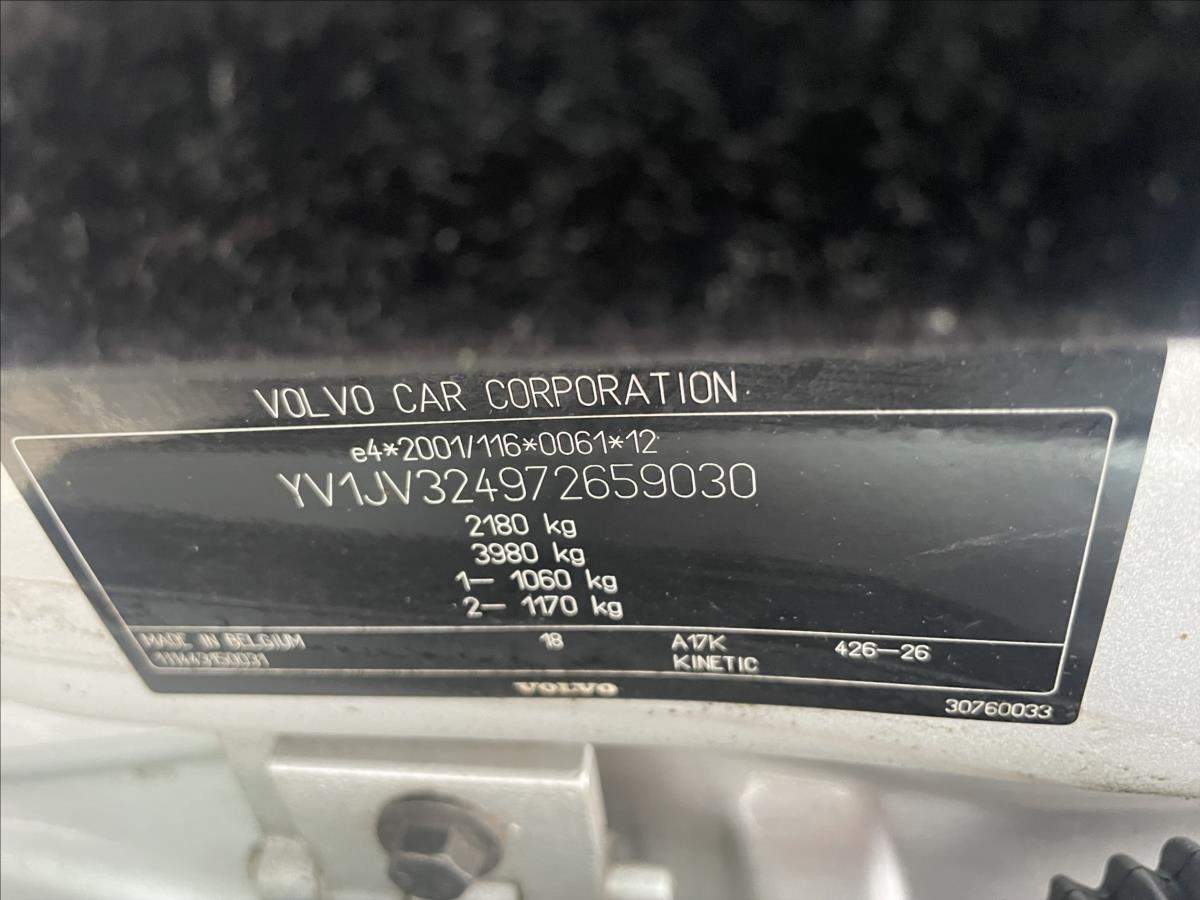 VOLVO CAR CORPORATION
e4*2001/116*0061*12
YV1JV324972659030
2180 kg
3980 kg
1– 1060 kg
2– 1170 kg
MADE IN BELGIUM 18 A17K 426–26
KINETIC
VOLVO
30760033